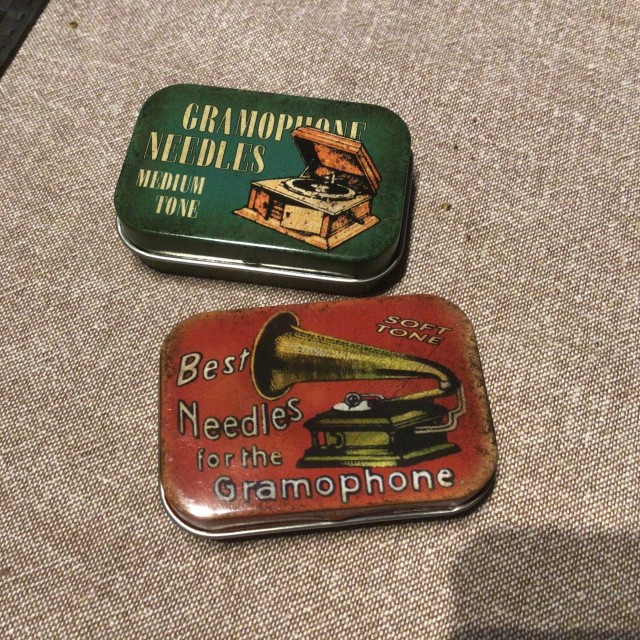 GRAMOPHONE
NEEDLES
MEDIUM
TONE
SOFT
TONE
Best
Needles
for the
Gramophone